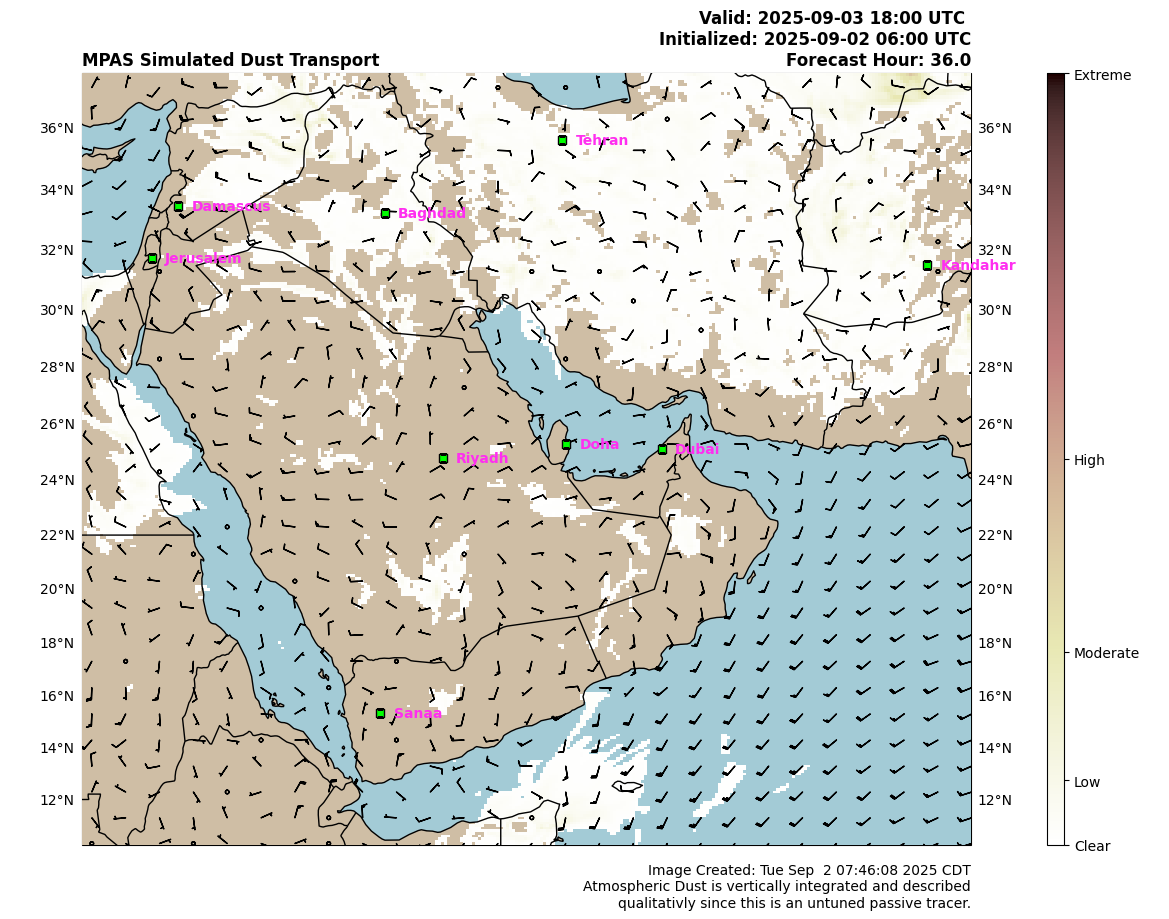 Valid: 2025-09-03 18:00 UTC
Initialized: 2025-09-02 06:00 UTC
MPAS Simulated Dust Transport
Forecast Hour: 36.0
Extreme
High
Moderate
Low
Clear
36°N
34°N
32°N
30°N
28°N
26°N
24°N
22°N
20°N
18°N
16°N
14°N
12°N
36°N
34°N
32°N
30°N
28°N
26°N
24°N
22°N
20°N
18°N
16°N
14°N
12°N
Tehran
Damascus
Baghdad
Jerusalem
Kandahar
Doha
Dubai
Riyadh
Sanaa
Image Created: Tue Sep  2 07:46:08 2025 CDT
Atmospheric Dust is vertically integrated and described
qualitativly since this is an untuned passive tracer.